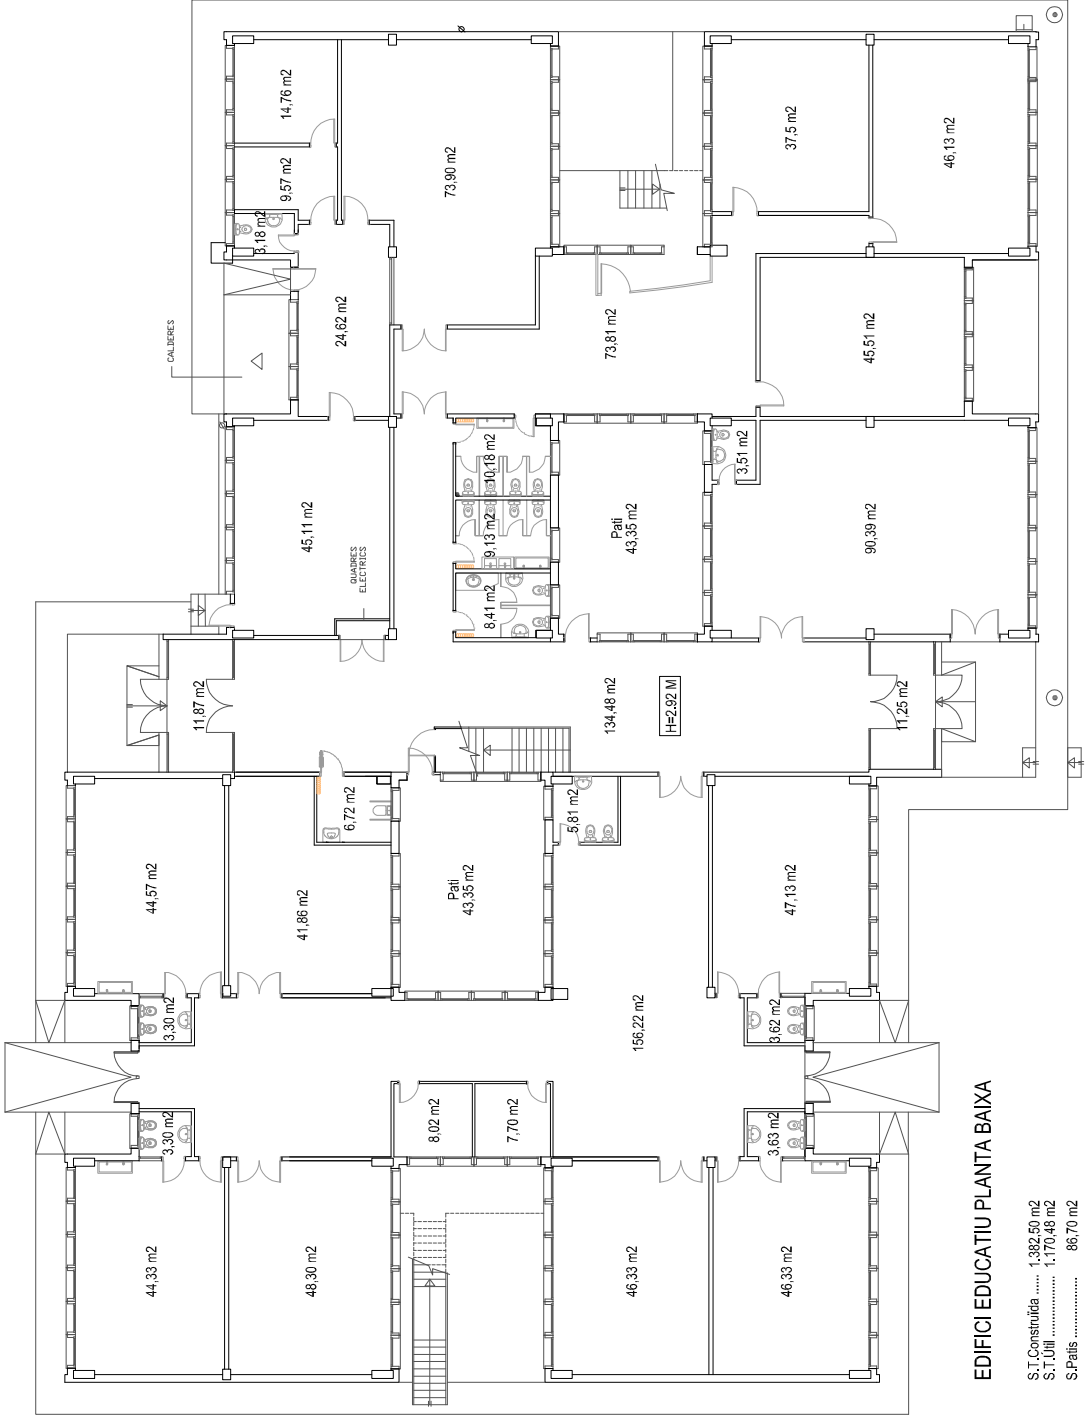 14,76 m2
9,57 m2
3,18 m2
73,90 m2
37,5 m2
46,13 m2
24,62 m2
CALDERES
73,81 m2
45,51 m2
45,11 m2
QUADRES
ELECTRICS
10,18 m2
9,13 m2
8,41 m2
Pati
43,35 m2
3,51 m2
90,39 m2
11,87 m2
134,48 m2
H=2.92 M
11,25 m2
44,57 m2
6,72 m2
41,86 m2
Pati
43,35 m2
5,81 m2
47,13 m2
3,30 m2
156,22 m2
3,62 m2
3,30 m2
8,02 m2
7,70 m2
3,63 m2
44,33 m2
48,30 m2
46,33 m2
46,33 m2
EDIFICI EDUCATIU PLANTA BAIXA
S.T.Construïda ...... 1.382,50 m2
S.T.Útil .................. 1.170,48 m2
S.Patis .................. 86,70 m2